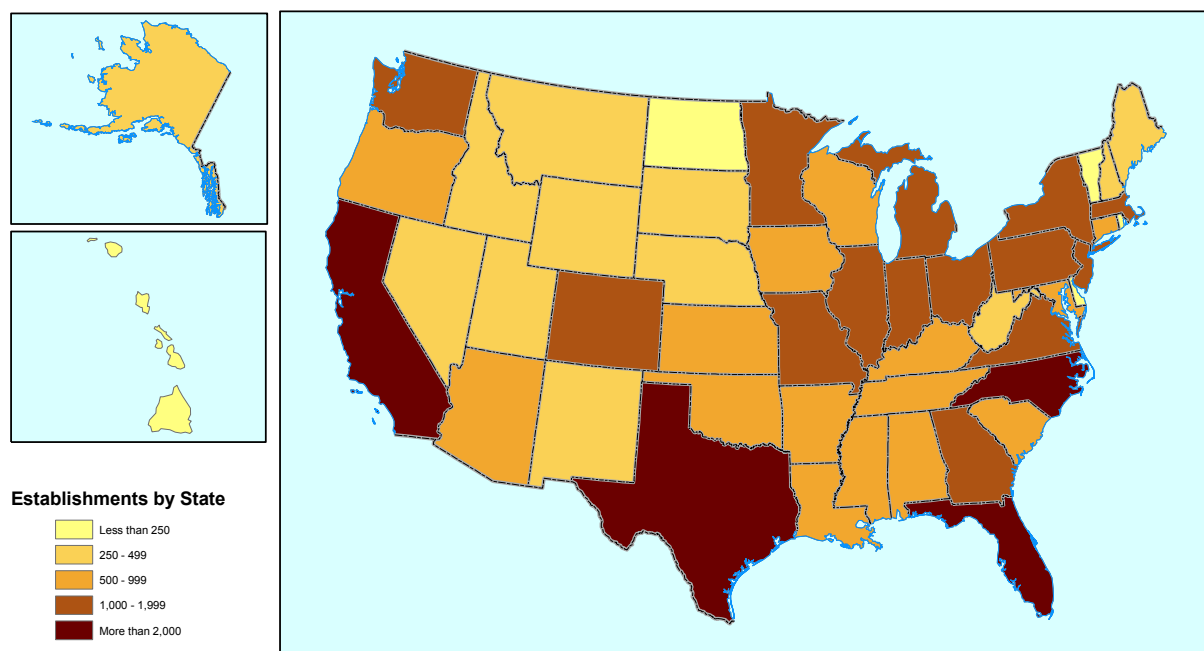 Establishments by State
Less than 250
250 - 499
500 - 999
1,000 - 1,999
More than 2,000